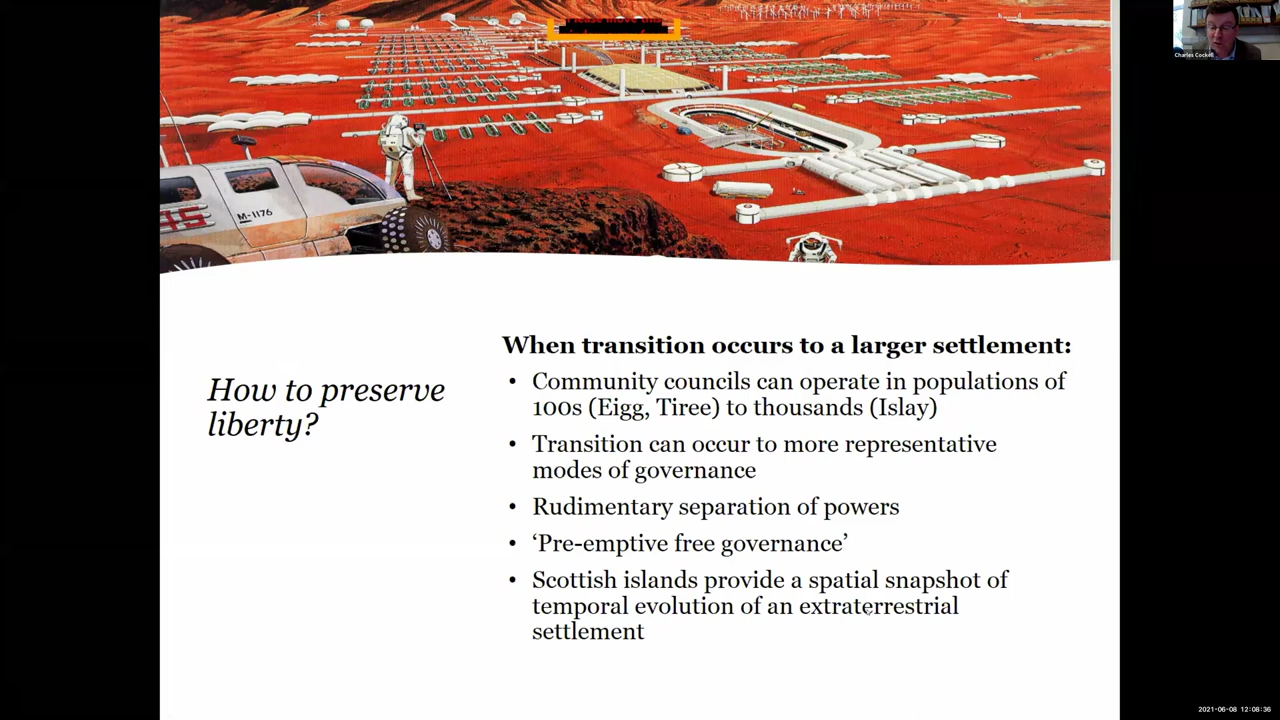 Please move this
Charles Cockell
M-1176
How to preserve
liberty?
When transition occurs to a larger settlement:
• Community councils can operate in populations of
100s (Eigg, Tiree) to thousands (Islay)
• Transition can occur to more representative
modes of governance
• Rudimentary separation of powers
• ‘Pre-emptive free governance’
• Scottish islands provide a spatial snapshot of
temporal evolution of an extraterrestrial
settlement
2021-06-08 12:08:36